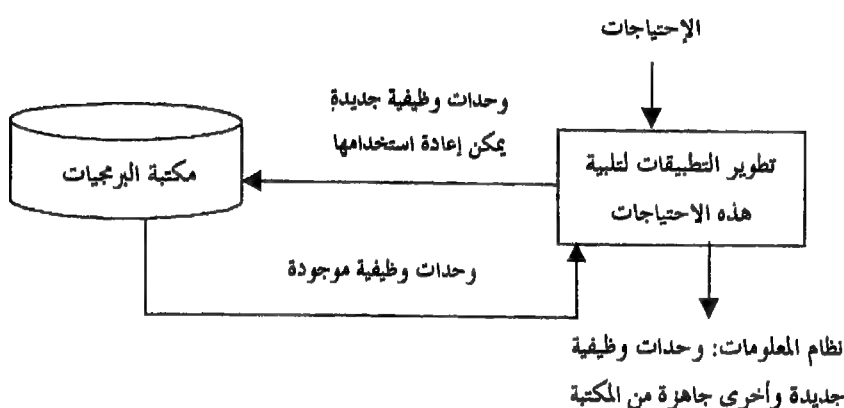 الإحتياجات
وحدات وظيفية جديدة
يمكن إعادة استخدامها
تطوير التطبيقات لتلبية
هذه الاحتياجات
مكتبة البرمجيات
وحدات وظيفية موجودة
نظام المعلومات: وحدات وظيفية
جديدة وأخرى جاهزة من المكتبة